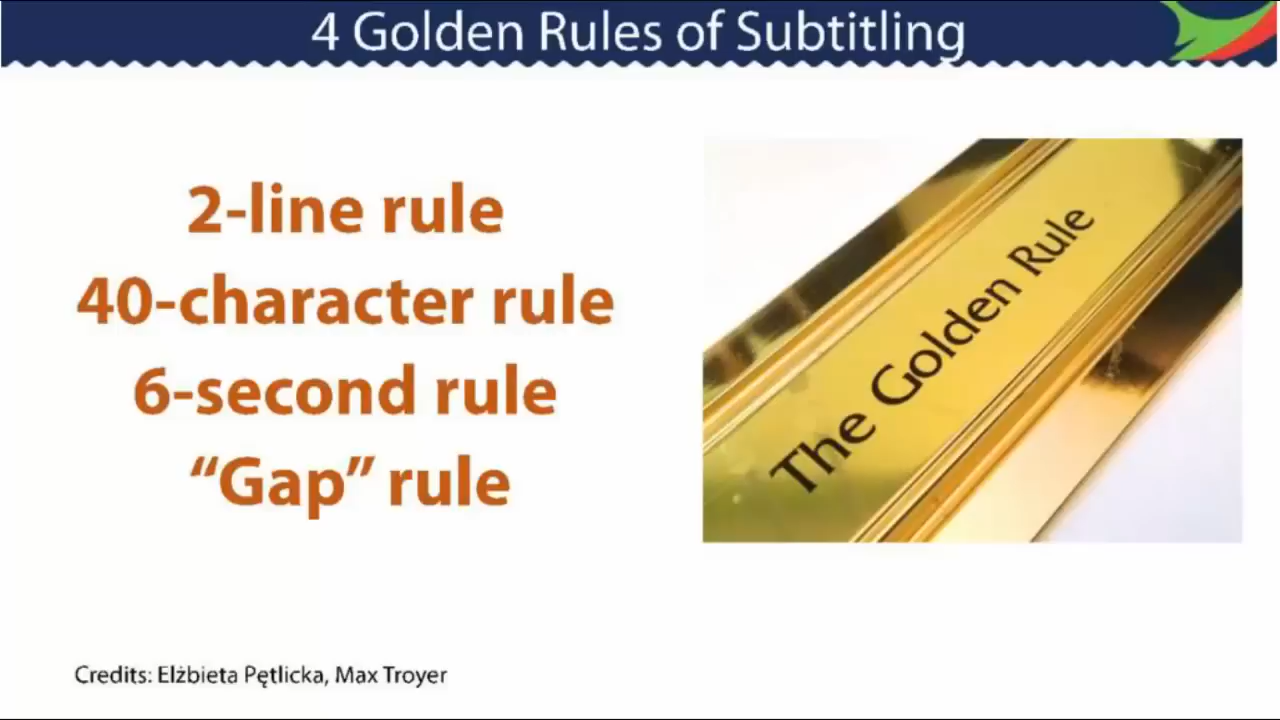 4 Golden Rules of Subtitling
2-line rule
40-character rule
6-second rule
“Gap” rule
The Golden Rule
Credits: Elżbieta Pętlicka, Max Troyer